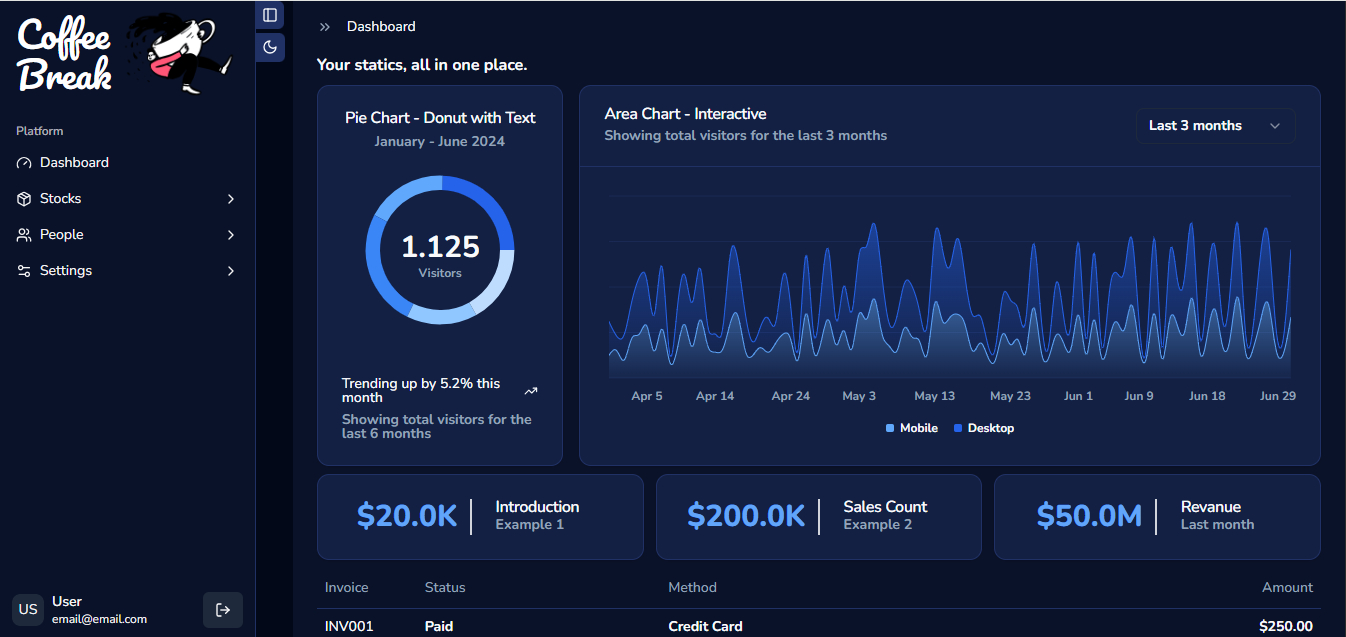 Coffee
Break
Platform
Dashboard
Stocks
People
Settings
US
User
email@email.com
Dashboard
Your statics, all in one place.
Pie Chart - Donut with Text
January - June 2024
1.125
Visitors
Trending up by 5.2% this
month
Showing total visitors for the
last 6 months
Area Chart - Interactive
Showing total visitors for the last 3 months
Last 3 months
Apr 5 Apr 14 Apr 24 May 3 May 13 May 23 Jun 1 Jun 9 Jun 18 Jun 29
Mobile Desktop
$20.0K
Introduction
Example 1
$200.0K
Sales Count
Example 2
$50.0M
Revanue
Last month
Invoice Status Method Amount
INV001 Paid Credit Card $250.00